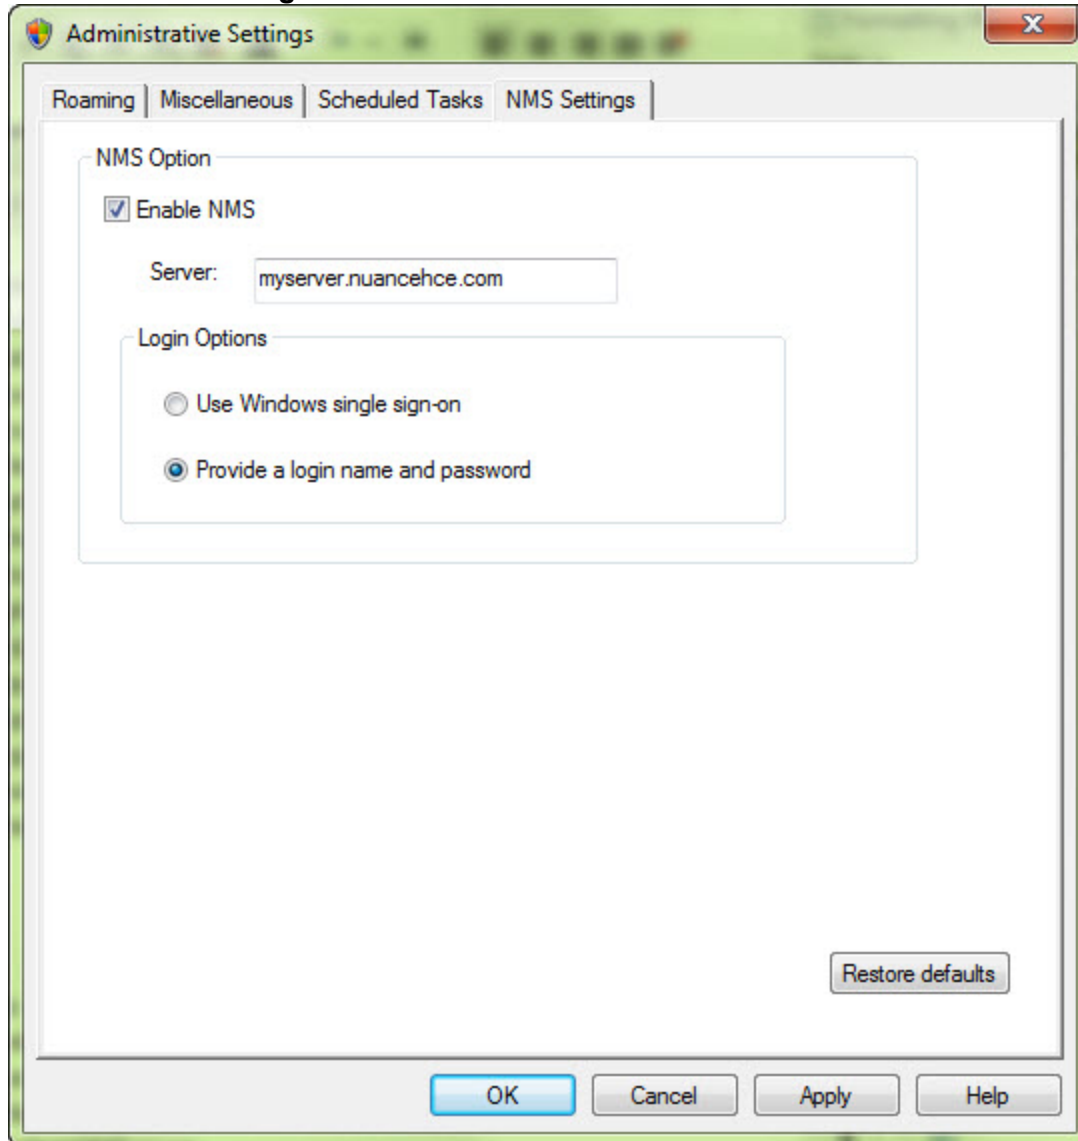 Administrative Settings
Roaming Miscellaneous Scheduled Tasks NMS Settings
NMS Option
Enable NMS
Server: myserver.nuancehce.com
Login Options
Use Windows single sign-on
Provide a login name and password
Restore defaults
OK Cancel Apply Help